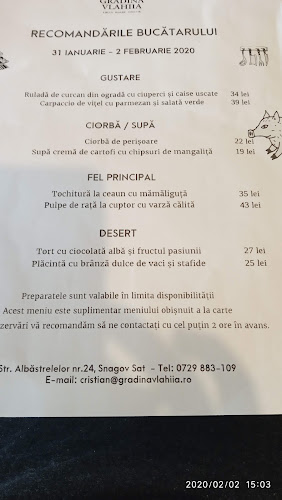 GRADINA
VLAHIIA
RECOMANDĂRILE BUCĂTARULUI
31 IANUARIE - 2 FEBRUARIE 2020
GUSTARE
Ruladă de curcan din ogradă cu ciuperci și caise uscate 34 lei
Carpaccio de vițel cu parmezan și salată verde 39 lei
CIORBĂ / SUPĂ
Ciorbă de perișoare 22 lei
Supă cremă de cartofi cu chipsuri de mangaliță 19 lei
FEL PRINCIPAL
Tochitură la ceaun cu mămăliguță 35 lei
Pulpe de rață la cuptor cu varză călită 43 lei
DESERT
Tort cu ciocolată albă și fructul pasiunii 27 lei
Plăcintă cu brânză dulce de vaci și stafide 25 lei
Preparatele sunt valabile în limita disponibilității
Acest meniu este suplimentar meniului obișnuit a la carte
zervări vă recomandăm să ne contactați cu cel puțin 2 ore în avans.
Str. Albăstrelelor nr.24, Snagov Sat - Tel: 0729 883-109
E-mail: cristian@gradinavlahiia.ro
2020/02/02 15:03